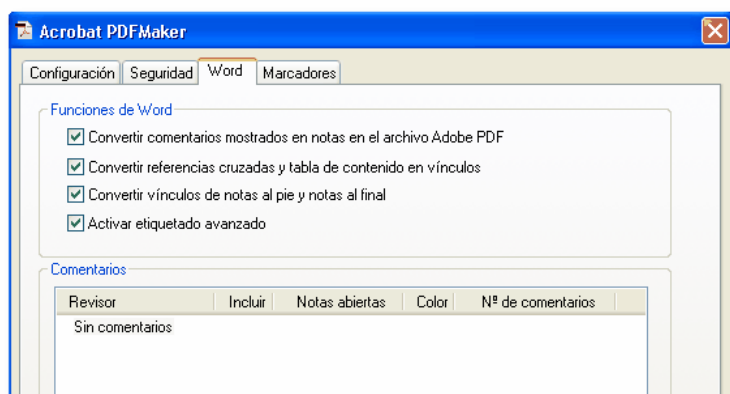 Acrobat PDFMaker
Configuración Seguridad Word Marcadores
Funciones de Word
Convertir comentarios mostrados en notas en el archivo Adobe PDF
Convertir referencias cruzadas y tabla de contenido en vínculos
Convertir vínculos de notas al pie y notas al final
Activar etiquetado avanzado
Comentarios
Revisor Incluir Notas abiertas Color Nº de comentarios
Sin comentarios